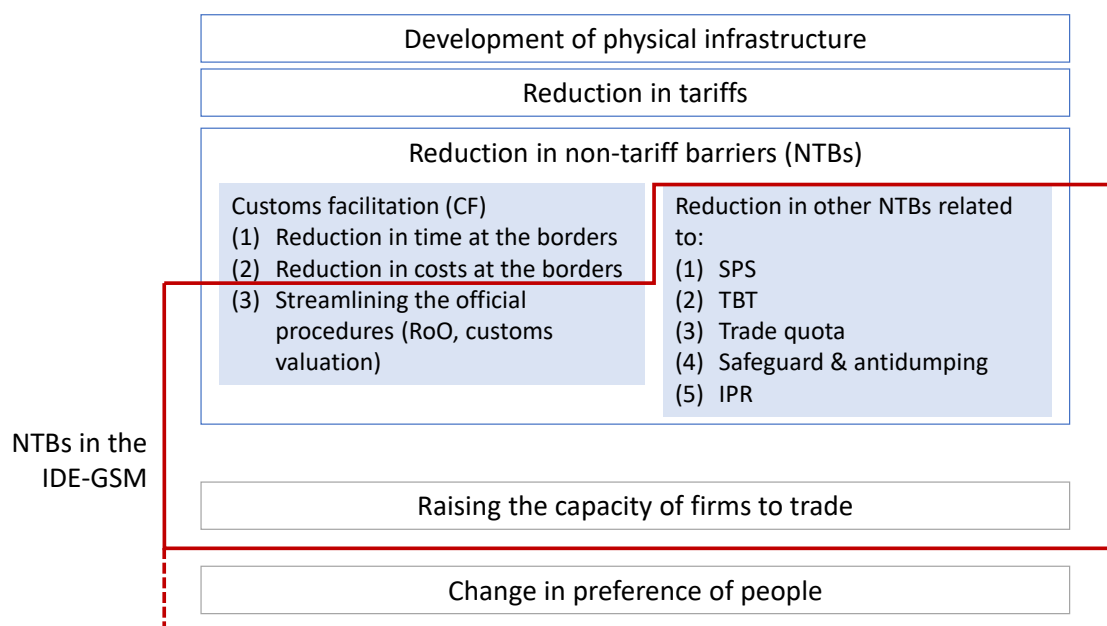 Development of physical infrastructure
Reduction in tariffs
Reduction in non-tariff barriers (NTBs)
Customs facilitation (CF)
(1) Reduction in time at the borders
(2) Reduction in costs at the borders
(3) Streamlining the official
procedures (RoO, customs
valuation)
Reduction in other NTBs related
to:
(1) SPS
(2) TBT
(3) Trade quota
(4) Safeguard & antidumping
(5) IPR
NTBs in the
IDE-GSM
Raising the capacity of firms to trade
Change in preference of people